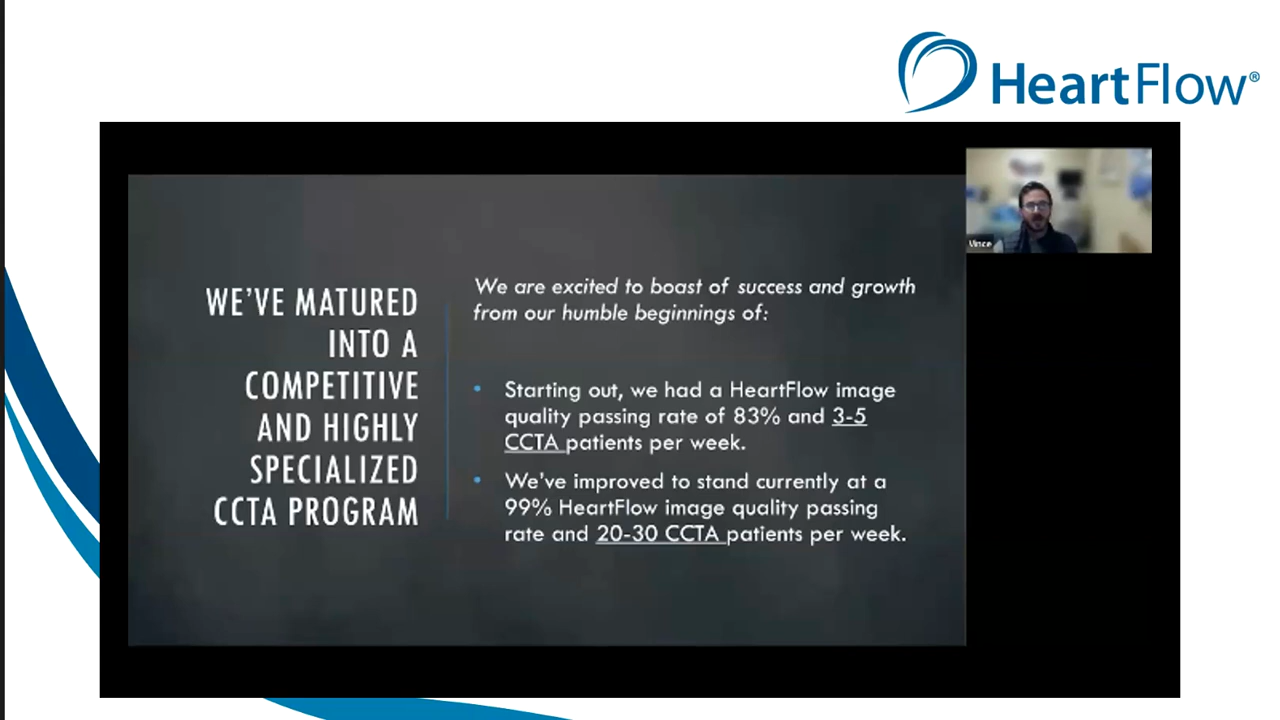 HeartFlow®
Vince
WE'VE MATURED
INTO A
COMPETITIVE
AND HIGHLY
SPECIALIZED
CCTA PROGRAM
We are excited to boast of success and growth
from our humble beginnings of:
• Starting out, we had a HeartFlow image
quality passing rate of 83% and 3-5
CCTA patients per week.
• We've improved to stand currently at a
99% HeartFlow image quality passing
rate and 20-30 CCTA patients per week.